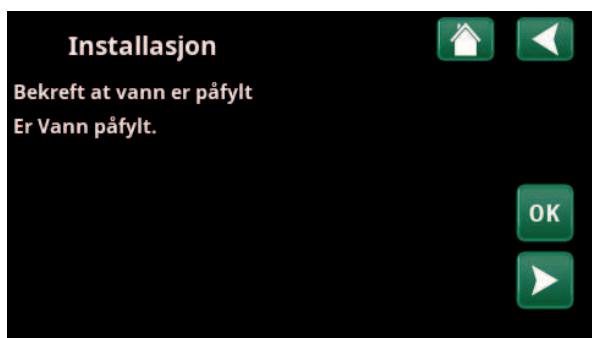 Installasjon
Bekreft at vann er påfylt
Er Vann påfylt.
OK